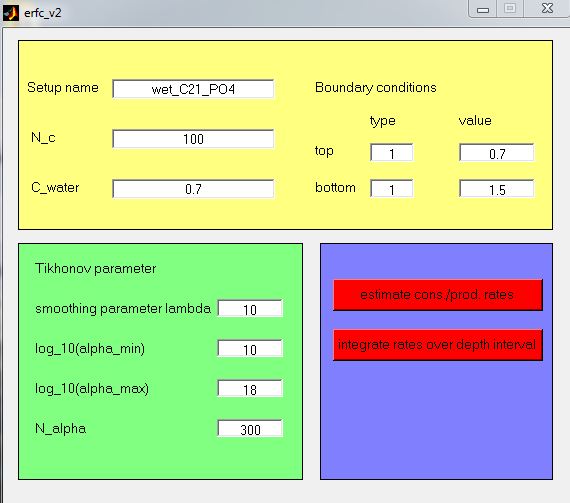 erfc_v2
Setup name wet_C21_PO4
N_c 100
C_water 0.7
Boundary conditions
type value
top 1 0.7
bottom 1 1.5
Tikhonov parameter
smoothing parameter lambda 10
log_10(alpha_min) 10
log_10(alpha_max) 18
N_alpha 300
estimate cons./prod. rates
integrate rates over depth interval